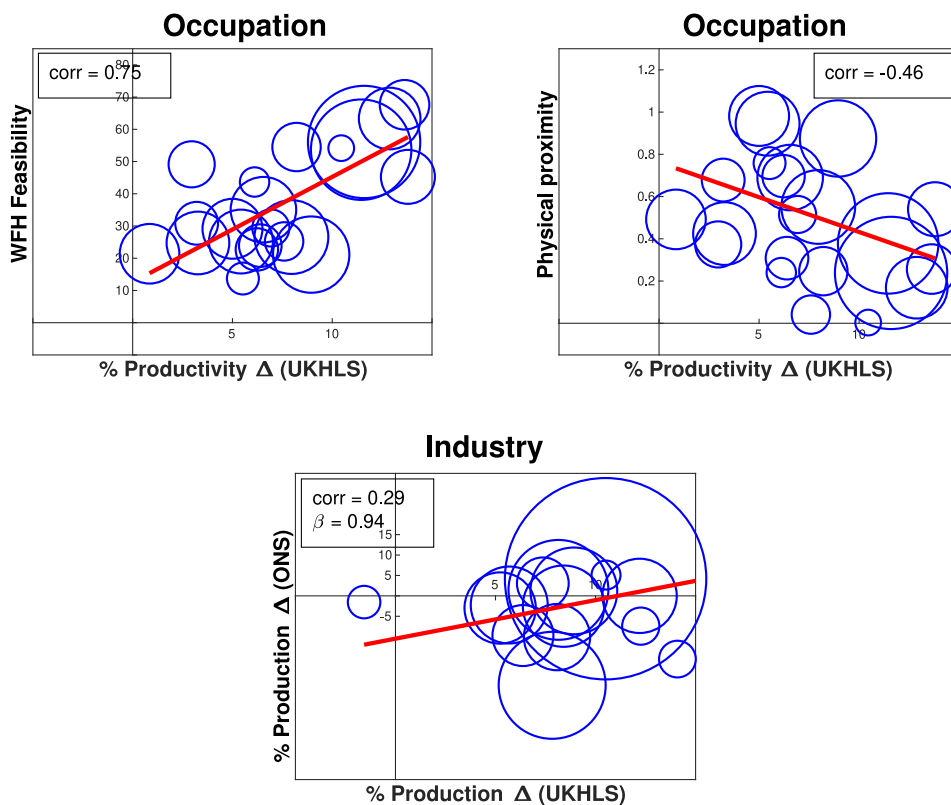 Occupation
corr = 0.75
80
70
60
50
40
30
20
10
5
10
WFH Feasibility
% Productivity Δ (UKHLS)
Occupation
corr = -0.46
1.2
1
0.8
0.6
0.4
0.2
5
10
Physical proximity
% Productivity Δ (UKHLS)
Industry
corr = 0.29
β = 0.94
15
10
5
-5
5
10
% Production Δ (ONS)
% Production Δ (UKHLS)